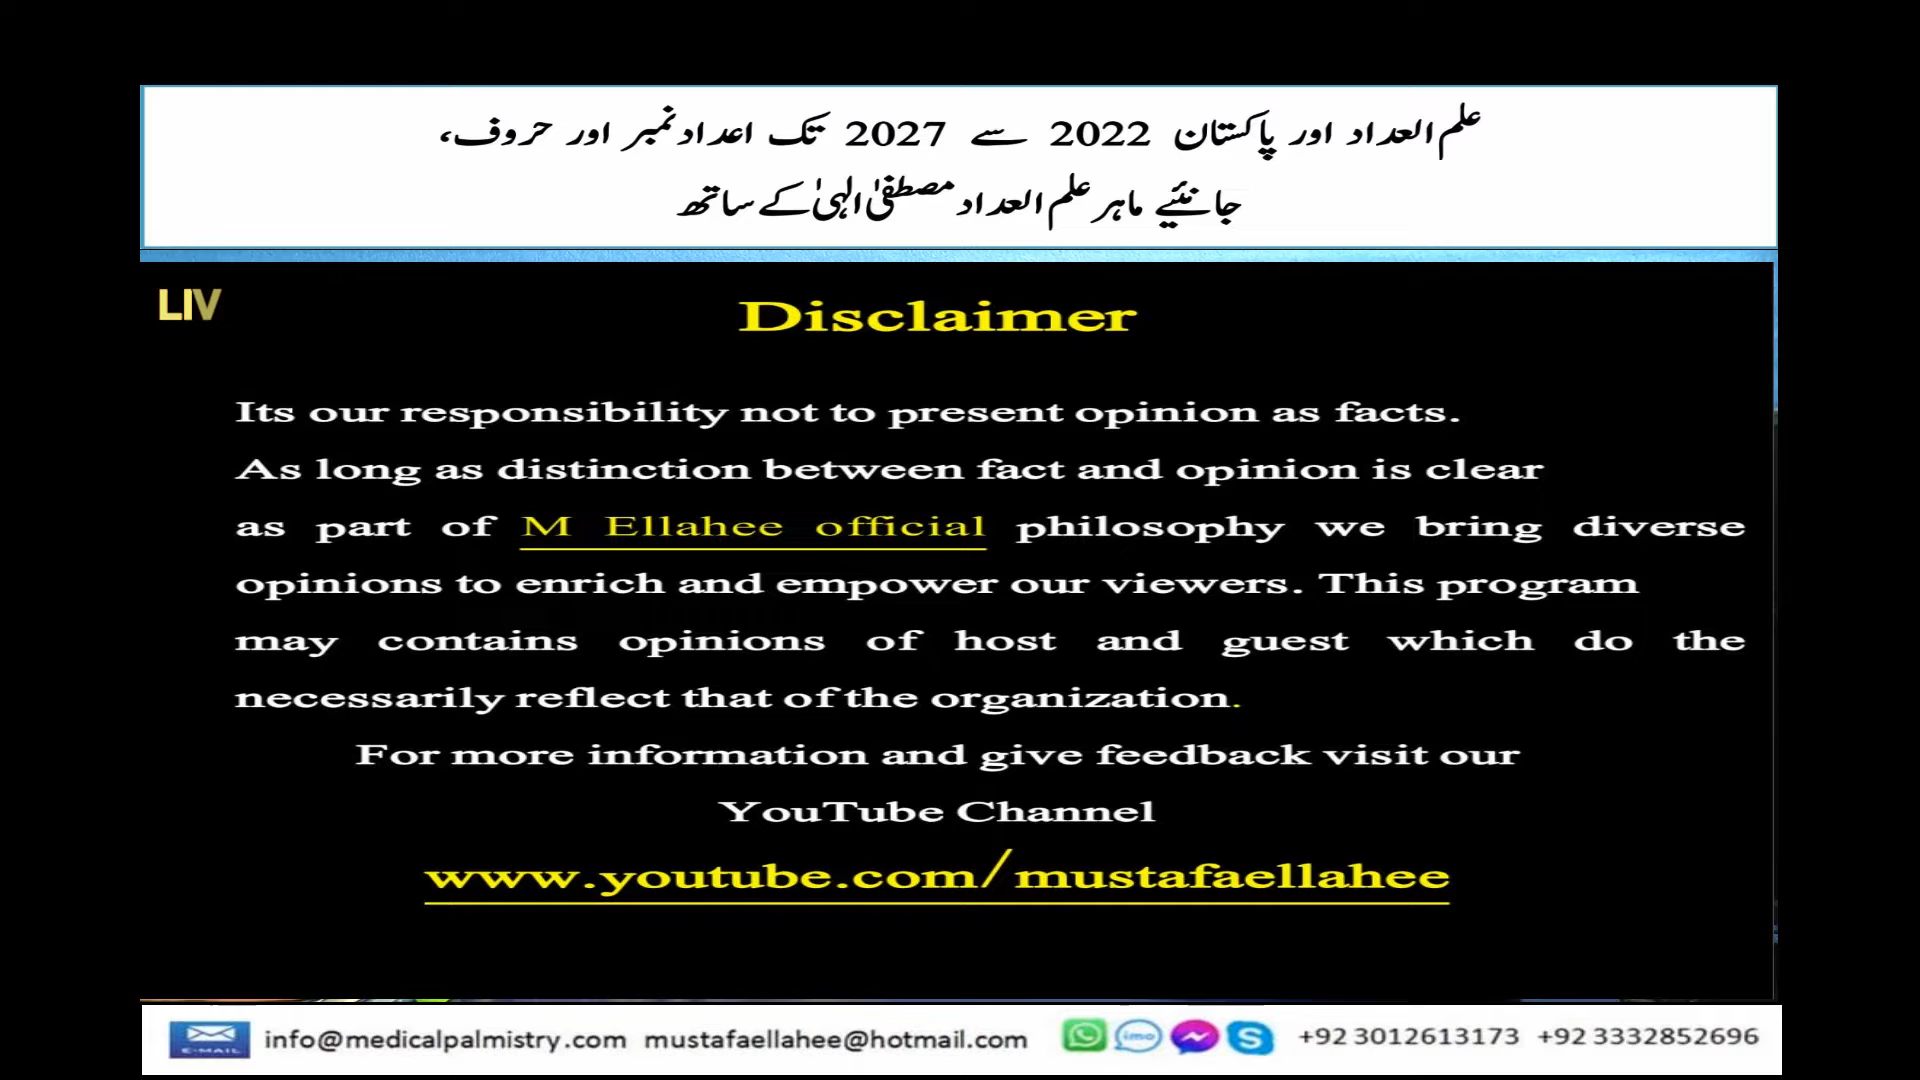 علم العداد اور پاکستان 2022 سے 2027 تک اعداد نمبر اور حروف،
جانئیے ماہر علم العداد مصطفیٰ الہیٰ کے ساتھ
LIV
Disclaimer
Its our responsibility not to present opinion as facts.
As long as distinction between fact and opinion is clear
as part of M Ellahee official philosophy we bring diverse
opinions to enrich and empower our viewers. This program
may contains opinions of host and guest which do the
necessarily reflect that of the organization.
For more information and give feedback visit our
YouTube Channel
www.youtube.com/mustafaellahee
E-MAIL info@medicalpalmistry.com mustafaellahee@hotmail.com imo S +92 3012613173 +92 3332852696